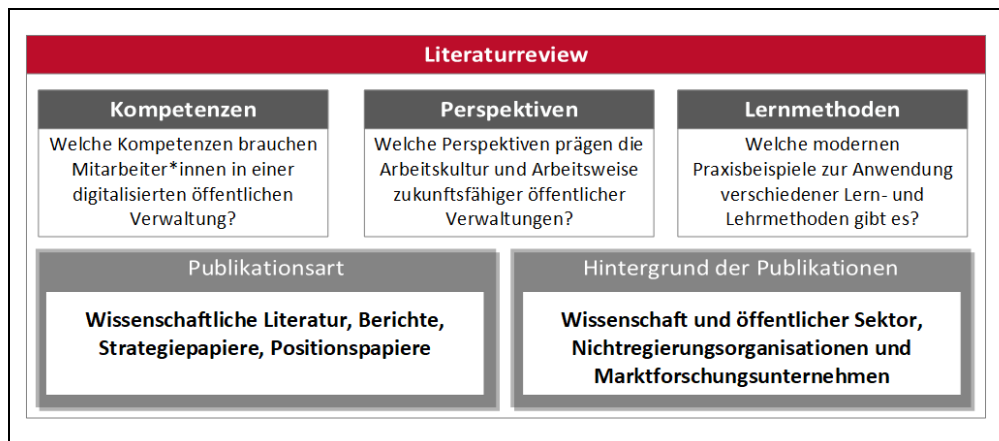 Literaturreview
Kompetenzen
Welche Kompetenzen brauchen
Mitarbeiter*innen in einer
digitalisierten öffentlichen
Verwaltung?
Perspektiven
Welche Perspektiven prägen die
Arbeitskultur und Arbeitsweise
zukunftsfähiger öffentlicher
Verwaltungen?
Lernmethoden
Welche modernen
Praxisbeispiele zur Anwendung
verschiedener Lern- und
Lehrmethoden gibt es?
Publikationsart
Wissenschaftliche Literatur, Berichte,
Strategiepapiere, Positionspapiere
Hintergrund der Publikationen
Wissenschaft und öffentlicher Sektor,
Nichtregierungsorganisationen und
Marktforschungsunternehmen